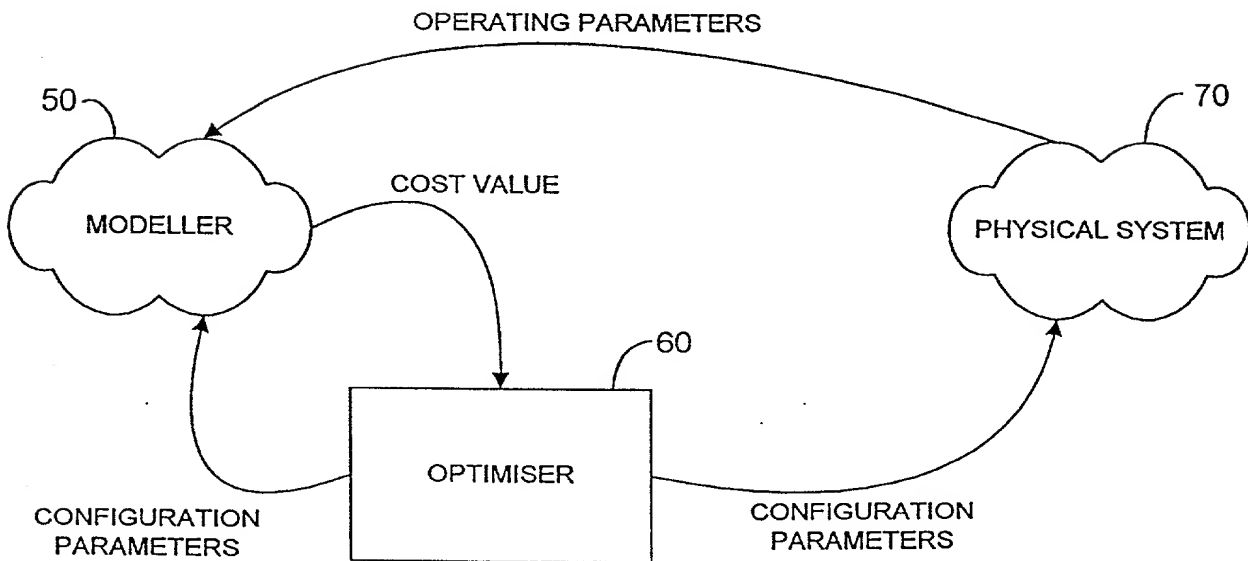 OPERATING PARAMETERS
50
70
COST VALUE
MODELLER
PHYSICAL SYSTEM
60
OPTIMISER
CONFIGURATION
PARAMETERS
CONFIGURATION
PARAMETERS